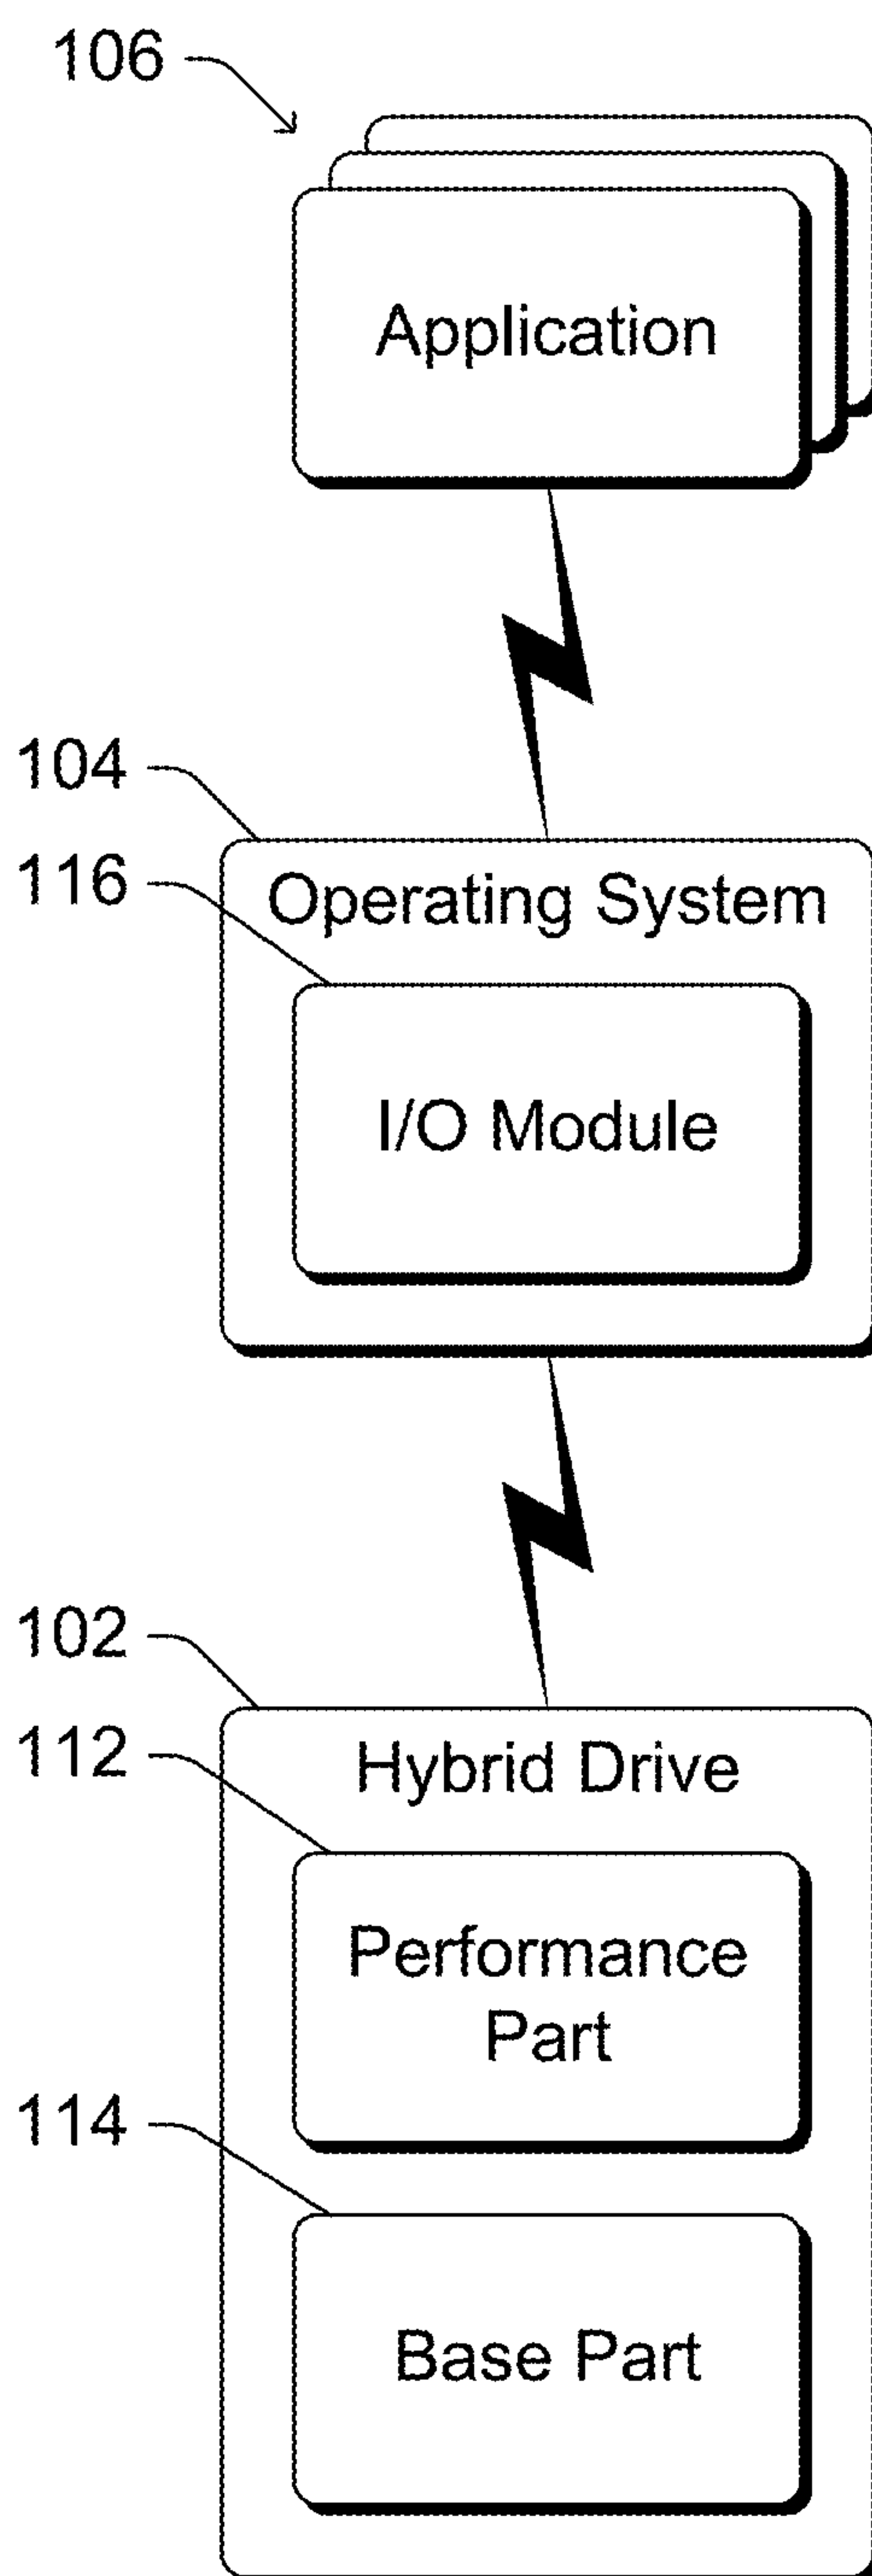 106
Application
104
116
Operating System
I/O Module
102
112
Hybrid Drive
Performance
Part
114
Base Part